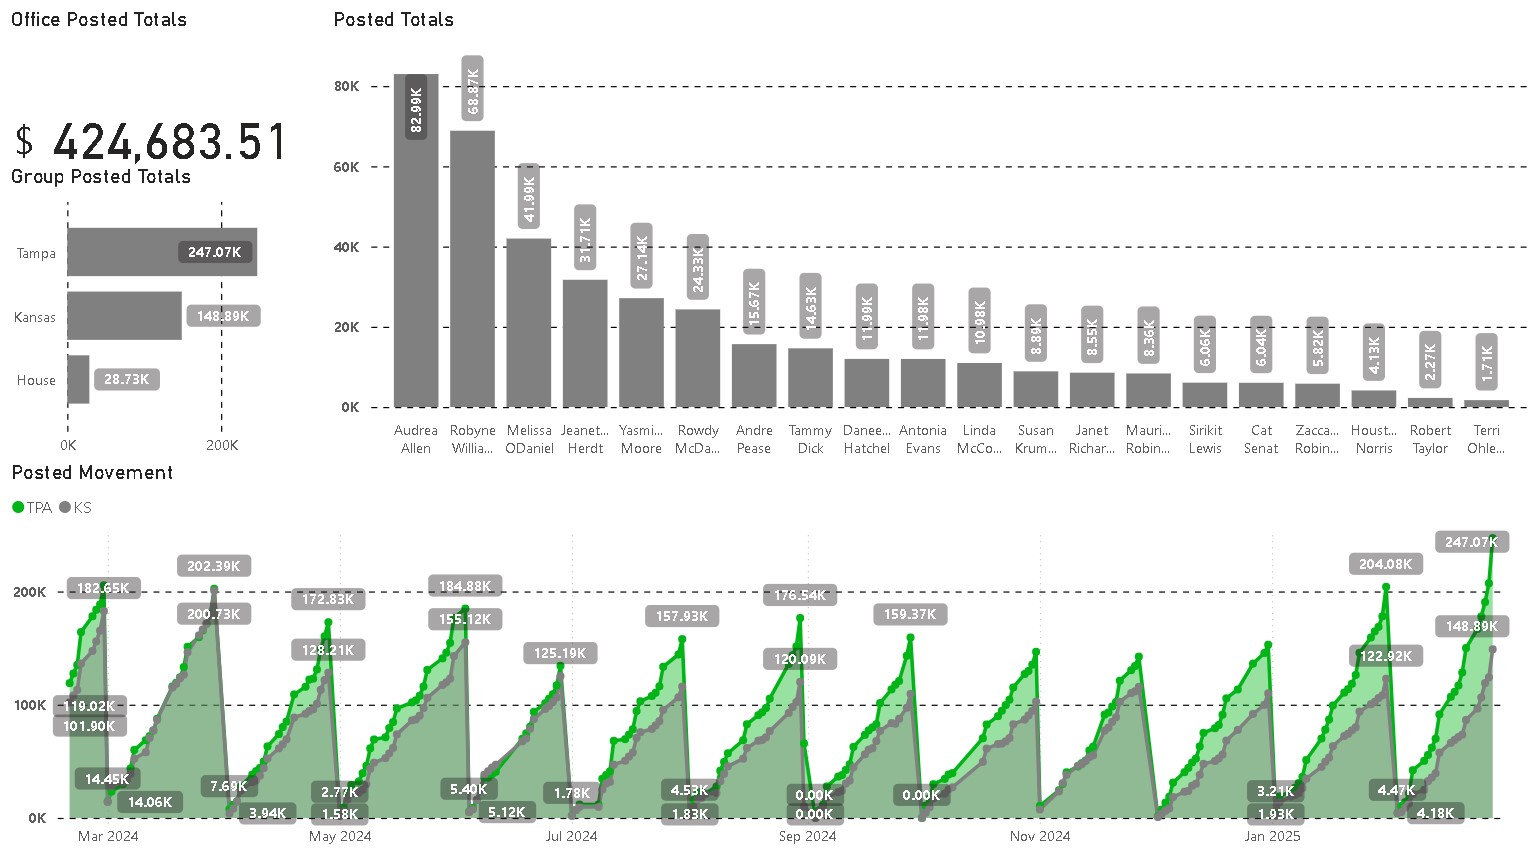 Office Posted Totals
$ 424,683.51
Group Posted Totals
Tampa
247.07K
Kansas
148.89K
House
28.73K
0K 200K
Posted Totals
80K
60K
40K
20K
0K
82.99K
68.87K
41.99K
31.71K
27.14K
24.33K
15.67K
14.63K
11.99K
11.98K
10.98K
8.89K
8.55K
8.36K
6.06K
6.04K
5.82K
4.13K
2.27K
1.71K
Audrea Allen
Robyne Willia...
Melissa ODaniel
Jeanet... Herdt
Yasmi... Moore
Rowdy McDa...
Andre Pease
Tammy Dick
Danee... Hatchel
Antonia Evans
Linda McCo...
Susan Krum...
Janet Richar...
Mauri... Robin...
Sirikit Lewis
Cat Senat
Zacca... Robin...
Houst... Norris
Robert Taylor
Terri Ohle...
Posted Movement
TPA KS
200K
100K
0K
182.65K
119.02K
101.90K
14.45K
14.06K
202.39K
200.73K
7.69K
3.94K
172.83K
128.21K
2.77K
1.58K
184.88K
155.12K
5.40K
5.12K
125.19K
1.78K
157.93K
4.53K
1.83K
176.54K
120.09K
0.00K
0.00K
159.37K
0.00K
3.21K
1.93K
204.08K
122.92K
4.47K
4.18K
247.07K
148.89K
Mar 2024 May 2024 Jul 2024 Sep 2024 Nov 2024 Jan 2025